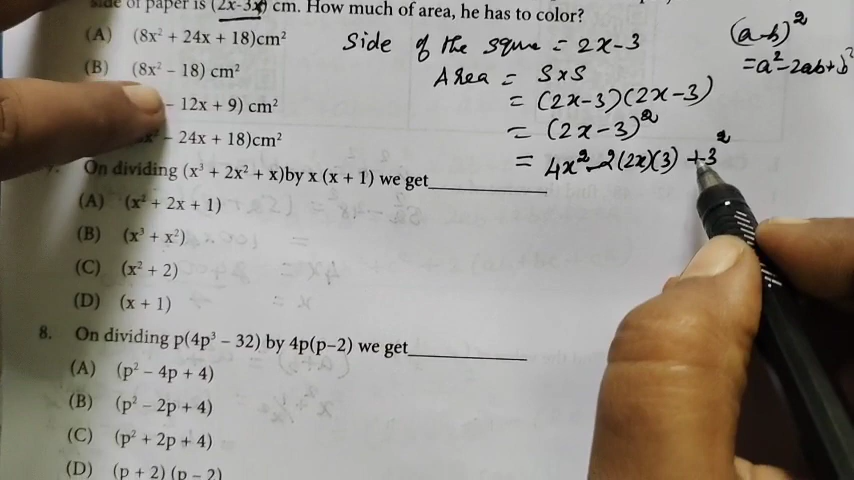 side of paper is (2x-3x) cm. How much of area, he has to color?
(A) (8x² + 24x + 18)cm²
(B) (8x² – 18) cm²
– 12x + 9) cm²
– 24x + 18)cm²
On dividing (x³ + 2x² + x)by x (x + 1) we get
(A) (x² + 2x + 1)
(B) (x³ + x²)
(C) (x² + 2)
(D) (x + 1)
8. On dividing p(4p³ – 32) by 4p(p–2) we get
(A) (p² – 4p + 4)
(B) (p² – 2p + 4)
(C) (p² + 2p + 4)
(D) (p + 2) (p – 2)
Side of the squre = 2x-3
Area = S x S
= (2x-3)(2x-3)
= (2x-3)²
= 4x² - 2(2x)(3) + 3²
(a-b)²
= a² - 2ab + b²